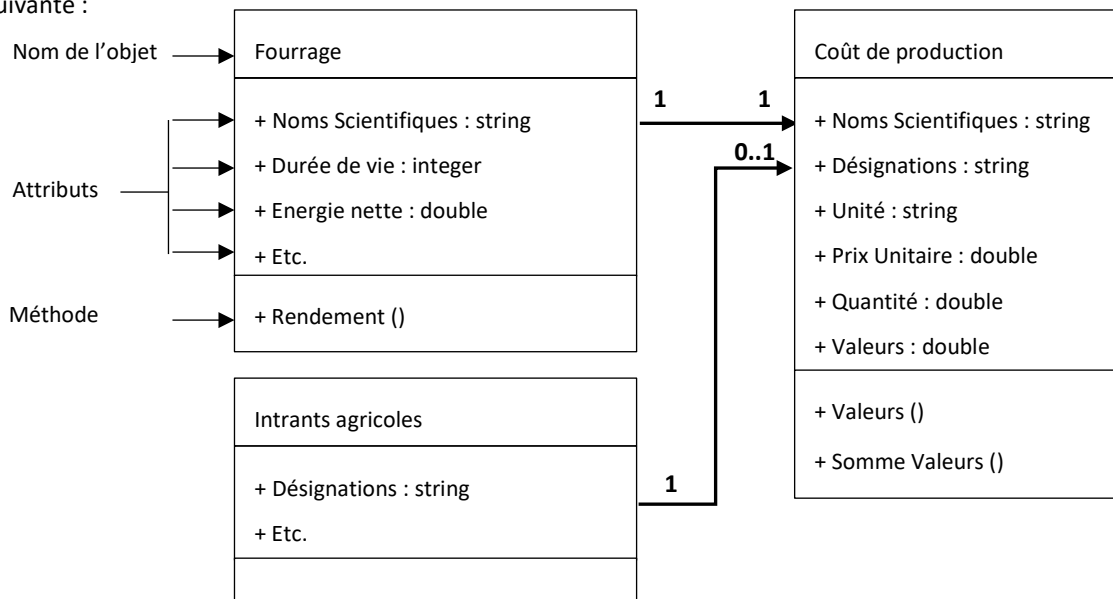 uivante :
Nom de l'objet
Fourrage
Attributs
+ Noms Scientifiques : string
+ Durée de vie : integer
+ Energie nette : double
+ Etc.
Méthode
+ Rendement ()
1
1
0..1
Coût de production
+ Noms Scientifiques : string
+ Désignations : string
+ Unité : string
+ Prix Unitaire : double
+ Quantité : double
+ Valeurs : double
+ Valeurs ()
+ Somme Valeurs ()
Intrants agricoles
+ Désignations : string
+ Etc.
1